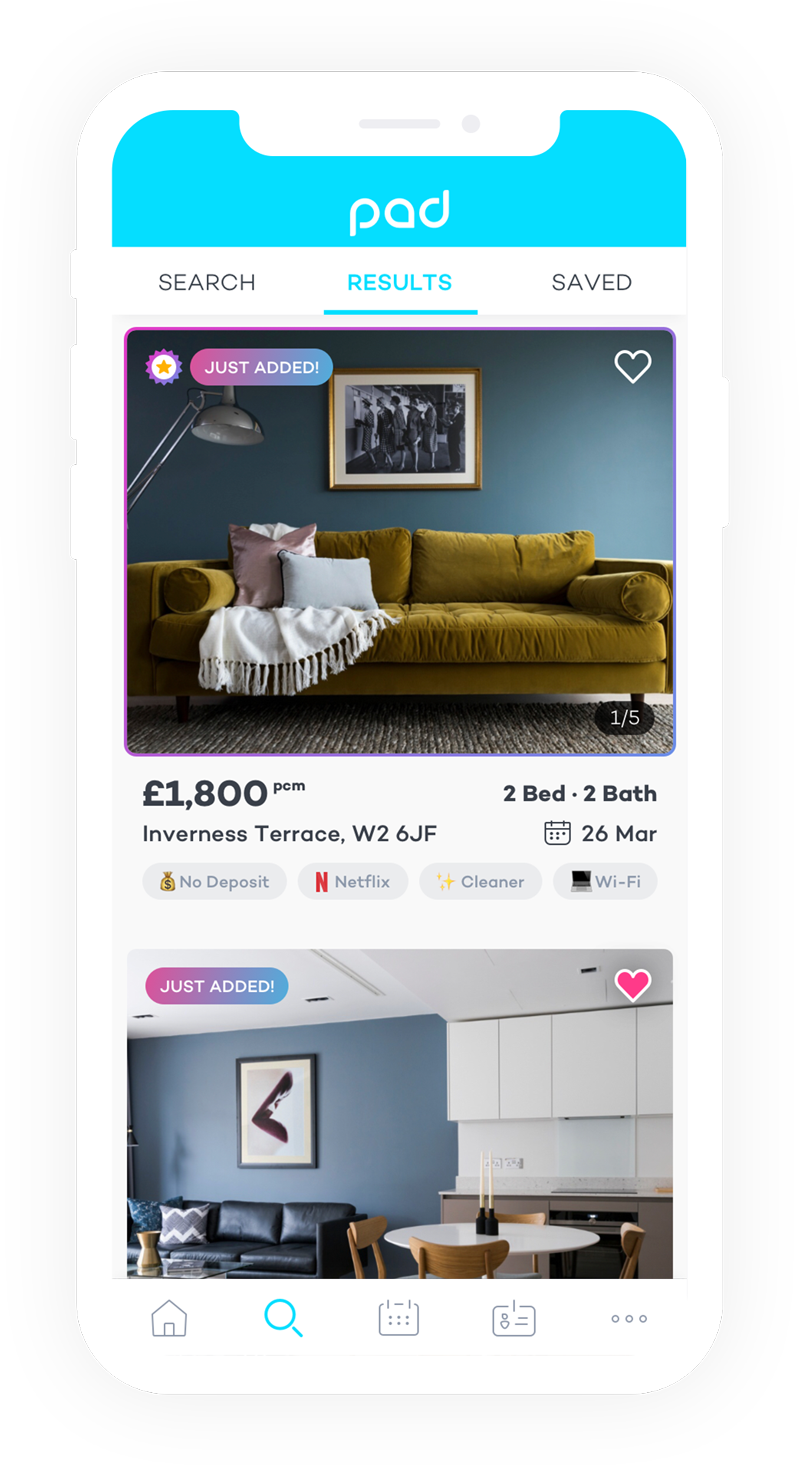 pad
SEARCH RESULTS SAVED
JUST ADDED!
1/5
£1,800 pcm 2 Bed · 2 Bath
Inverness Terrace, W2 6JF 26 Mar
No Deposit N Netflix Cleaner Wi-Fi
JUST ADDED!